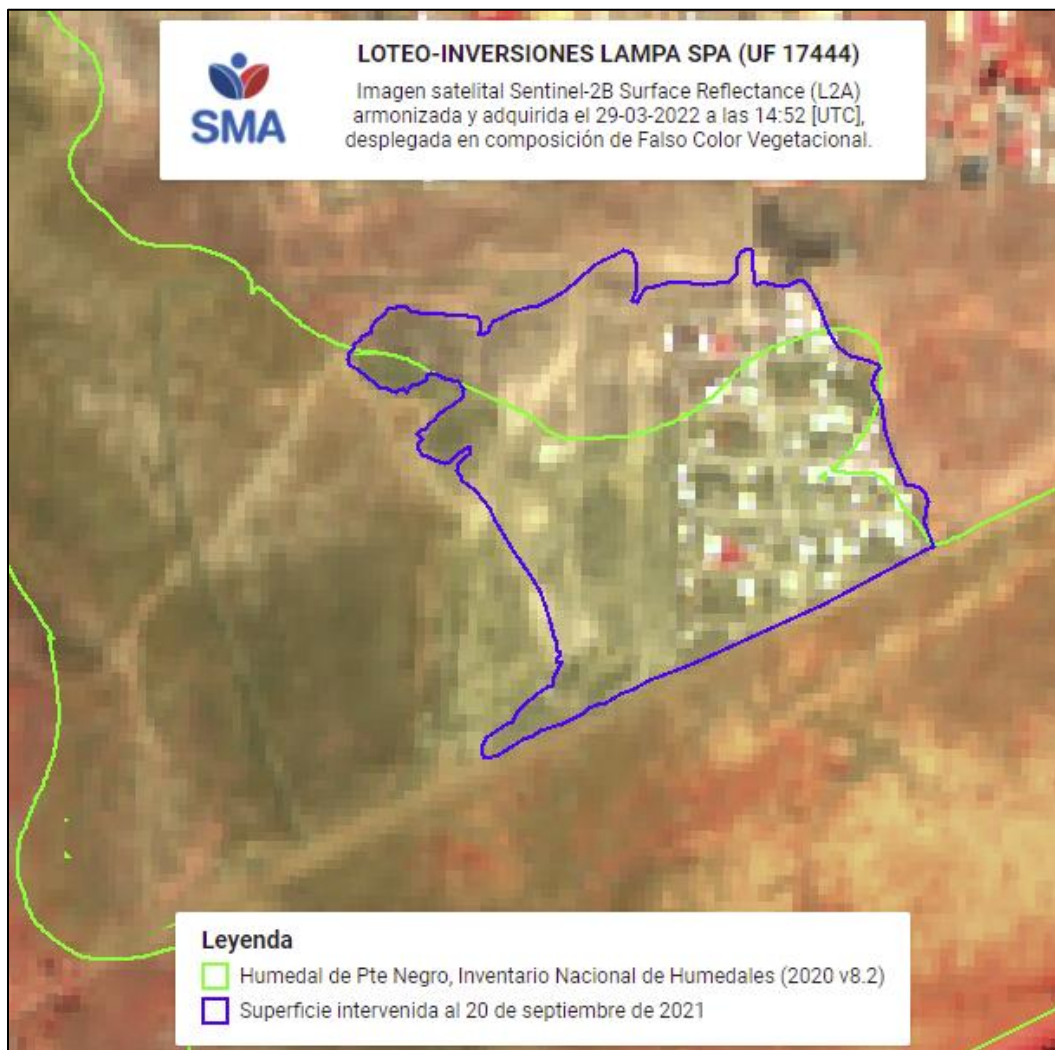 LOTEO-INVERSIONES LAMPA SPA (UF 17444)
Imagen satelital Sentinel-2B Surface Reflectance (L2A)
armonizada y adquirida el 29-03-2022 a las 14:52 [UTC],
desplegada en composición de Falso Color Vegetacional.
SMA
Leyenda
Humedal de Pte Negro, Inventario Nacional de Humedales (2020 v8.2)
Superficie intervenida al 20 de septiembre de 2021